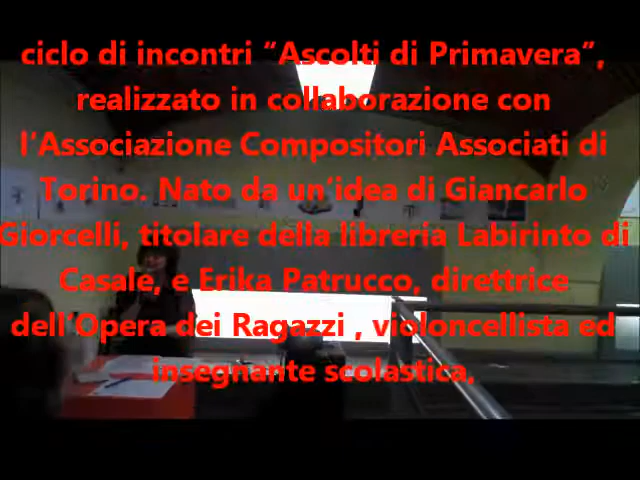 ciclo di incontri “Ascolti di Primavera”,
realizzato in collaborazione con
l’Associazione Compositori Associati di
Torino. Nato da un’idea di Giancarlo
Giorcelli, titolare della libreria Labirinto di
Casale, e Erika Patrucco, direttrice
dell’Opera dei Ragazzi , violoncellista ed
insegnante scolastica,